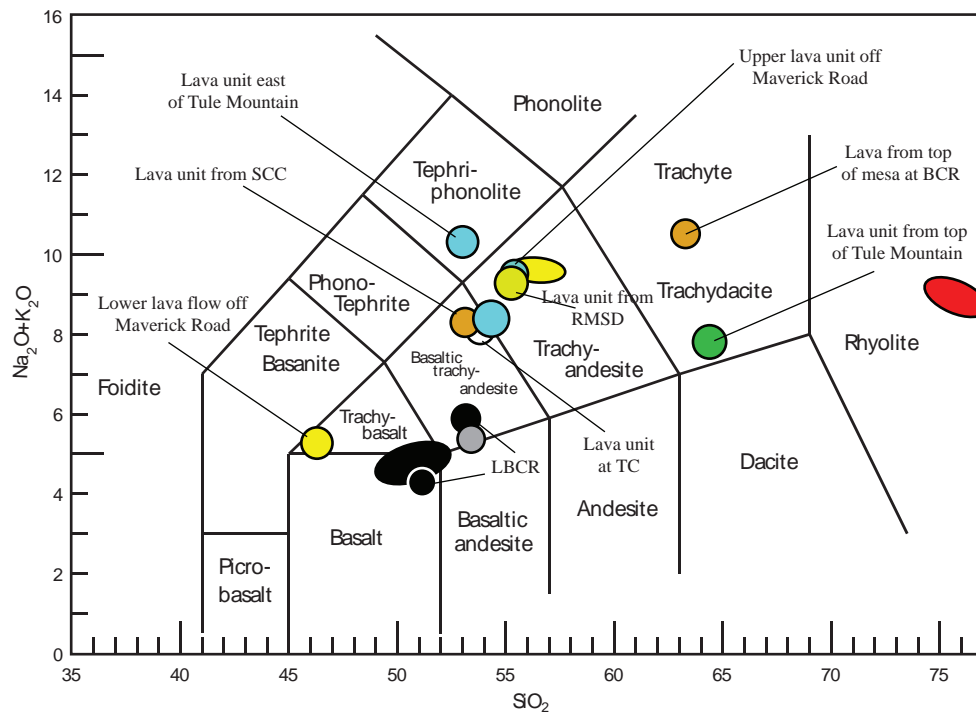 16
14
12
10
8
6
4
2
0
Na2O+K2O
35
41
45
50
55
60
65
70
75
SiO2
Lava unit east
of Tule Mountain
Lava unit from SCC
Lower lava flow off
Maverick Road
Upper lava unit off
Maverick Road
Lava from top
of mesa at BCR
Lava unit from top
of Tule Mountain
Lava unit from
RMSD
Lava unit
at TC
LBCR
Phonolite
Tephri-
phonolite
Phono-
Tephrite
Tephrite
Basanite
Foidite
Trachyte
Trachydacite
Trachy-
andesite
Basaltic
trachy-
andesite
Trachy-
basalt
Rhyolite
Dacite
Andesite
Basaltic
andesite
Basalt
Picro-
basalt